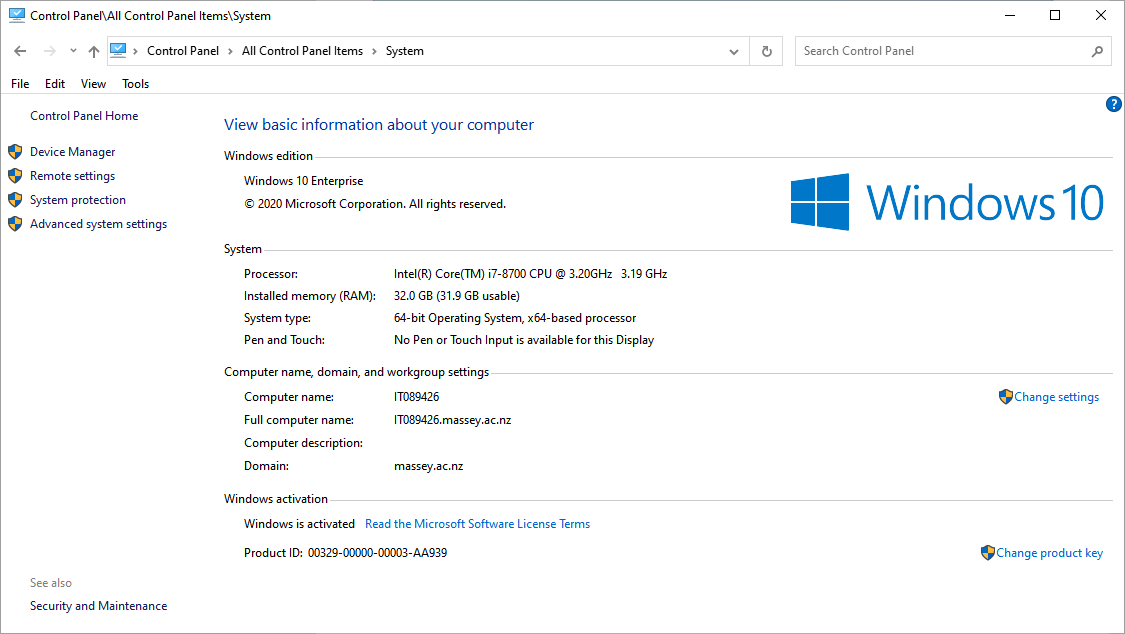 Control Panel\All Control Panel Items\System
Control Panel > All Control Panel Items > System
Search Control Panel
File Edit View Tools
Control Panel Home
Device Manager
Remote settings
System protection
Advanced system settings
?
View basic information about your computer
Windows edition
Windows 10 Enterprise
© 2020 Microsoft Corporation. All rights reserved.
Windows 10
System
Processor: Intel(R) Core(TM) i7-8700 CPU @ 3.20GHz 3.19 GHz
Installed memory (RAM): 32.0 GB (31.9 GB usable)
System type: 64-bit Operating System, x64-based processor
Pen and Touch: No Pen or Touch Input is available for this Display
Computer name, domain, and workgroup settings
Computer name: IT089426
Change settings
Full computer name: IT089426.massey.ac.nz
Computer description:
Domain: massey.ac.nz
Windows activation
Windows is activated Read the Microsoft Software License Terms
Product ID: 00329-00000-00003-AA939
Change product key
See also
Security and Maintenance